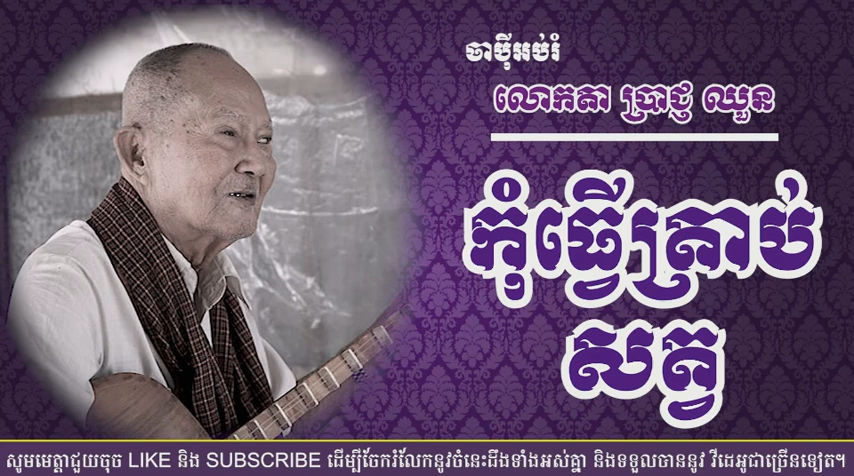 ចាប៉ីអប់រំ
លោកតា ប្រាជ្ញ ឈួន
កុំធ្វើត្រាប់
សត្វ
សូមមេត្តាជួយចុច LIKE និង SUBSCRIBE ដើម្បីចែករំលែកនូវចំនេះដឹងទាំងអស់គ្នា និងទទួលបាននូវ វីដេអូជាច្រើនទៀត។